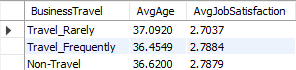 BusinessTravel AvgAge AvgJobSatisfaction
Travel_Rarely 37.0920 2.7037
Travel_Frequently 36.4549 2.7884
Non-Travel 36.6200 2.7879